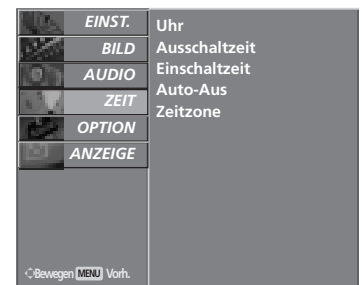 EINST.
BILD
AUDIO
ZEIT
OPTION
ANZEIGE
Uhr
Ausschaltzeit
Einschaltzeit
Auto-Aus
Zeitzone
Bewegen MENU Vorh.